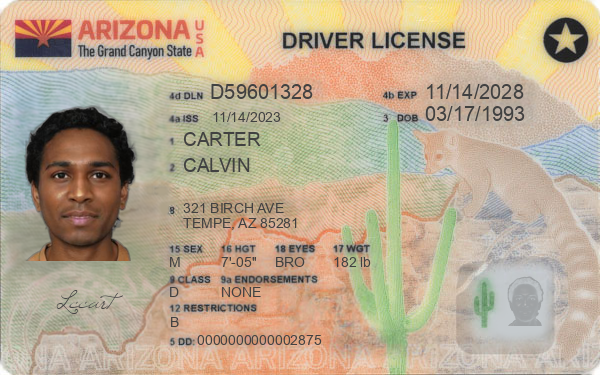 ARIZONA USA
The Grand Canyon State
DRIVER LICENSE
4d DLN D59601328
4b EXP 11/14/2028
4a ISS 11/14/2023
3 DOB 03/17/1993
1 CARTER
2 CALVIN
8 321 BIRCH AVE
TEMPE, AZ 85281
15 SEX 16 HGT 18 EYES 17 WGT
M 7'-05" BRO 182 lb
9 CLASS 9a ENDORSEMENTS
D NONE
12 RESTRICTIONS
B
5 DD: 0000000000002875
ARIZONA ARIZONA ARIZONA